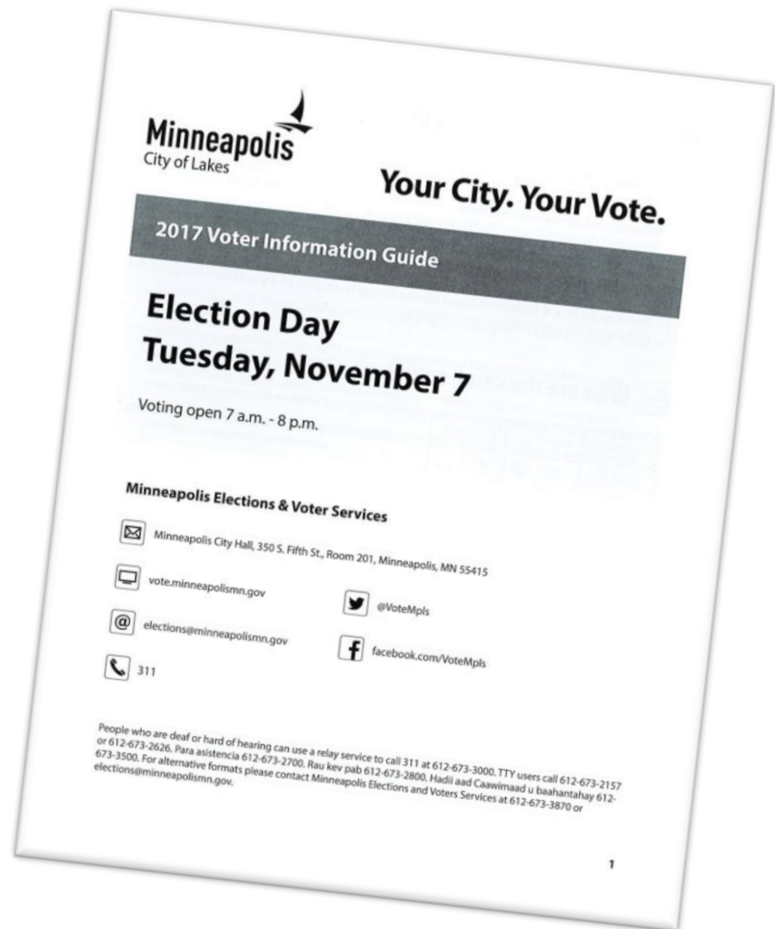 Minneapolis
City of Lakes
Your City. Your Vote.
2017 Voter Information Guide
Election Day
Tuesday, November 7
Voting open 7 a.m. - 8 p.m.
Minneapolis Elections & Voter Services
Minneapolis City Hall, 350 S. Fifth St., Room 201, Minneapolis, MN 55415
vote.minneapolismn.gov
@VoteMpls
elections@minneapolismn.gov
facebook.com/VoteMpls
311
People who are deaf or hard of hearing can use a relay service to call 311 at 612-673-3000. TTY users call 612-673-2157
or 612-673-2626. Para asistencia 612-673-2700. Rau kev pab 612-673-2800. Hadii aad Caawimaad u baahantahay 612-
673-3500. For alternative formats please contact Minneapolis Elections and Voters Services at 612-673-3870 or
elections@minneapolismn.gov.
1